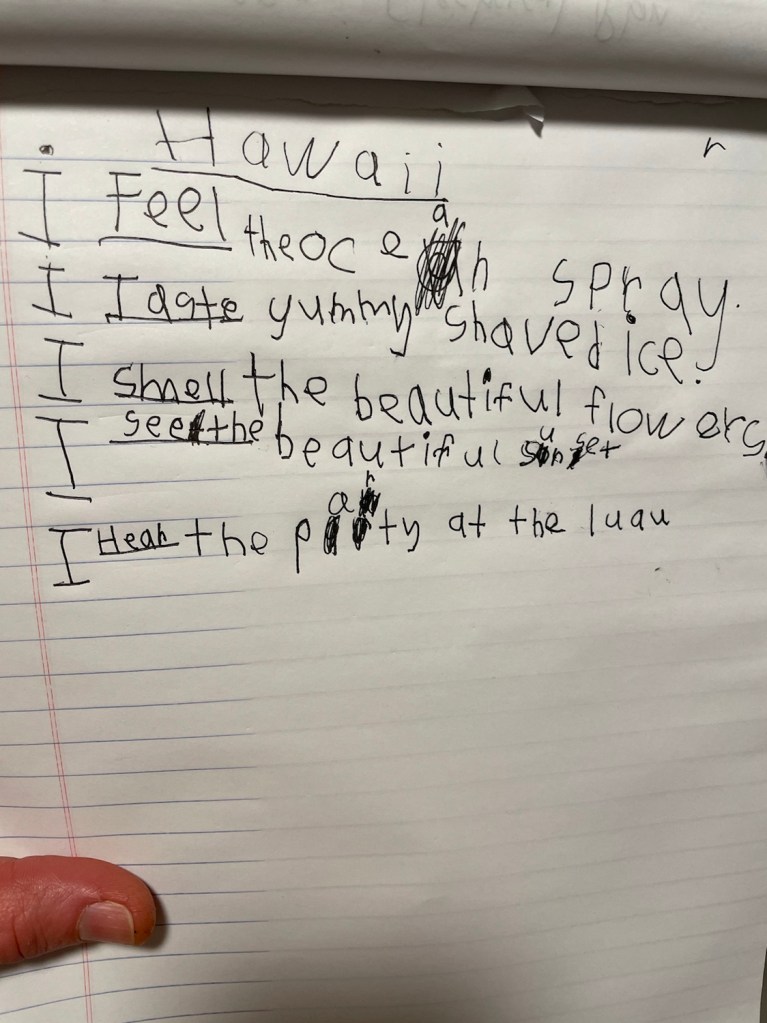 Hawaii
r
I Feel the ocean spray.
I I ate yummy shaved ice.
I smell the beautiful flowers
I see the beautiful sunset
I Hear the party at the luau